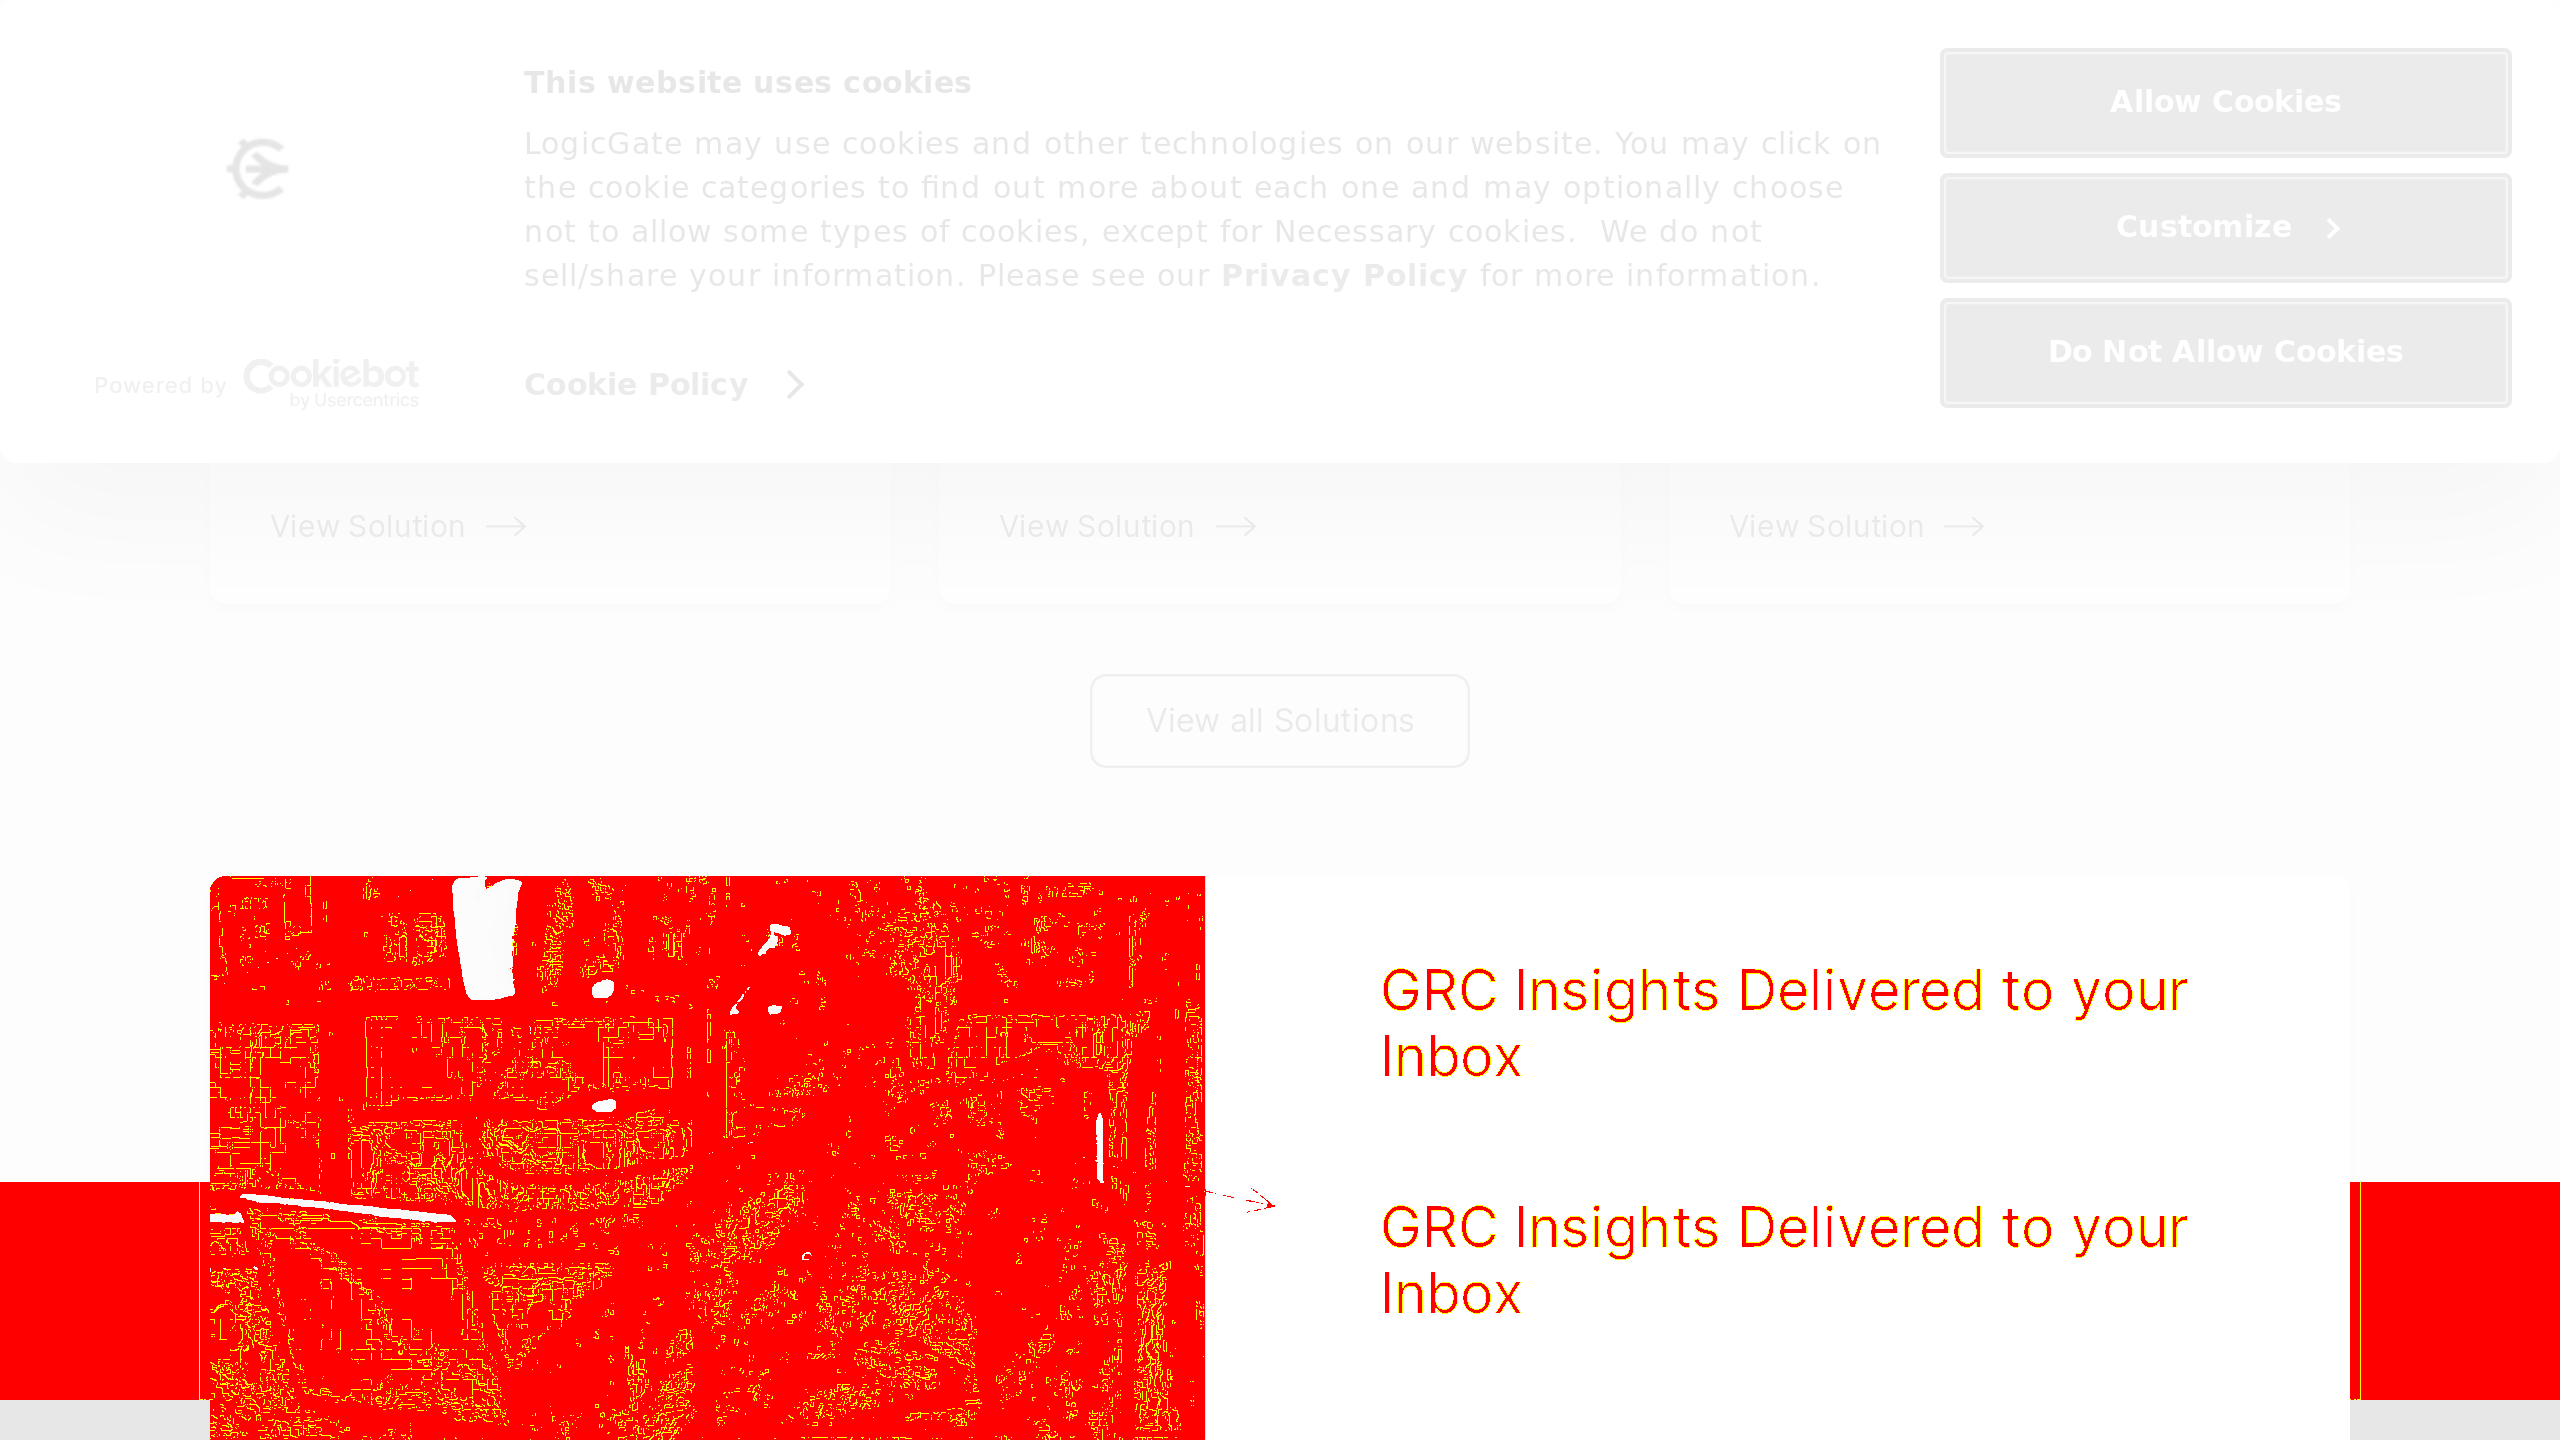 This website uses cookies
LogicGate may use cookies and other technologies on our website. You may click on
the cookie categories to find out more about each one and may optionally choose
not to allow some types of cookies, except for Necessary cookies.  We do not
sell/share your information. Please see our Privacy Policy for more information.
Cookie Policy
Powered by Cookiebot
by Usercentrics
Allow Cookies
Customize
Do Not Allow Cookies
View Solution
View Solution
View Solution
View all Solutions
GRC Insights Delivered to your
Inbox
GRC Insights Delivered to your
Inbox